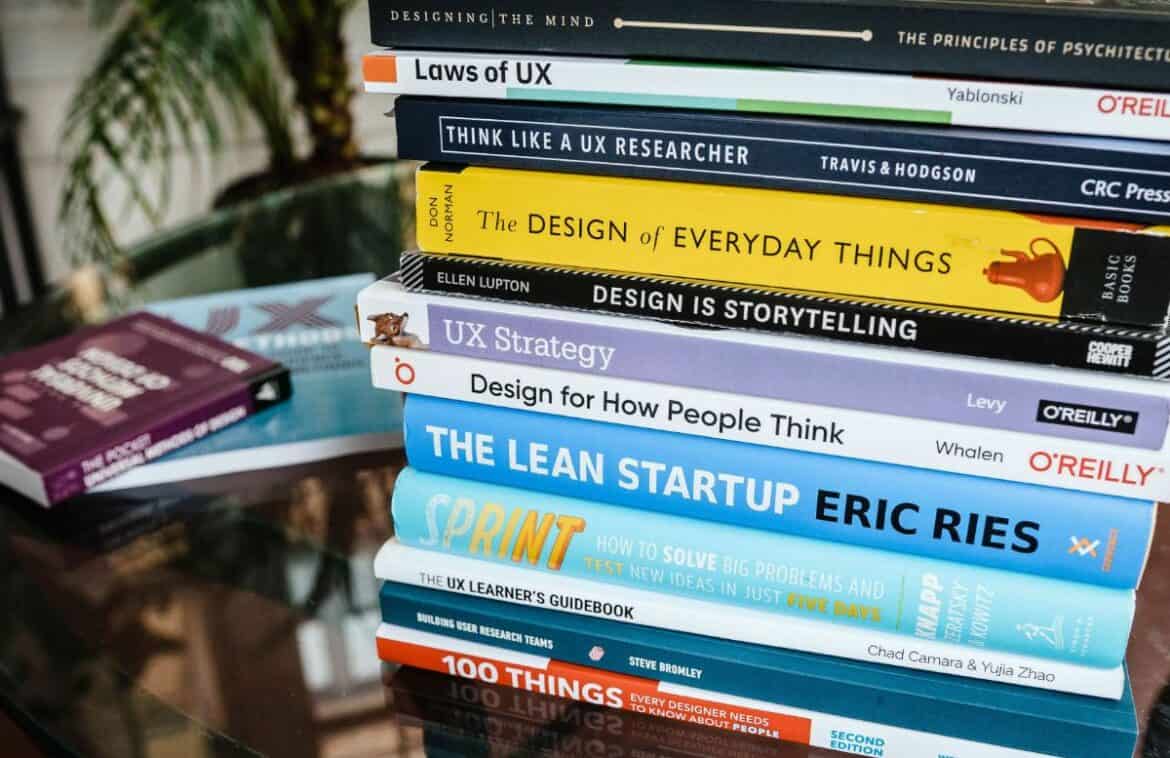 DESIGNING|THE MIND
THE PRINCIPLES OF PSYCHITECTU
Laws of UX
Yablonski
O'REIL
THINK LIKE A UX RESEARCHER
TRAVIS & HODGSON
CRC Press
DON
NORMAN
The DESIGN of EVERYDAY THINGS
BASIC
BOOKS
ELLEN LUPTON
DESIGN IS STORYTELLING
COOPER
HEWITT
UX Strategy
Levy
O'REILLY®
Design for How People Think
Whalen
O'REILLY®
THE LEAN STARTUP
ERIC RIES
SPRINT
HOW TO SOLVE BIG PROBLEMS AND
TEST NEW IDEAS IN JUST FIVE DAYS
KNAPP
THE UX LEARNER'S GUIDEBOOK
Chad Camara & Yujia Zhao
BUILDING USER RESEARCH TEAMS
STEVE BROMLEY
100 THINGS
EVERY DESIGNER NEEDS
TO KNOW ABOUT PEOPLE
SECOND
EDITION
THE POCKET
UNIVERSAL METHODS OF DESIGN
UX